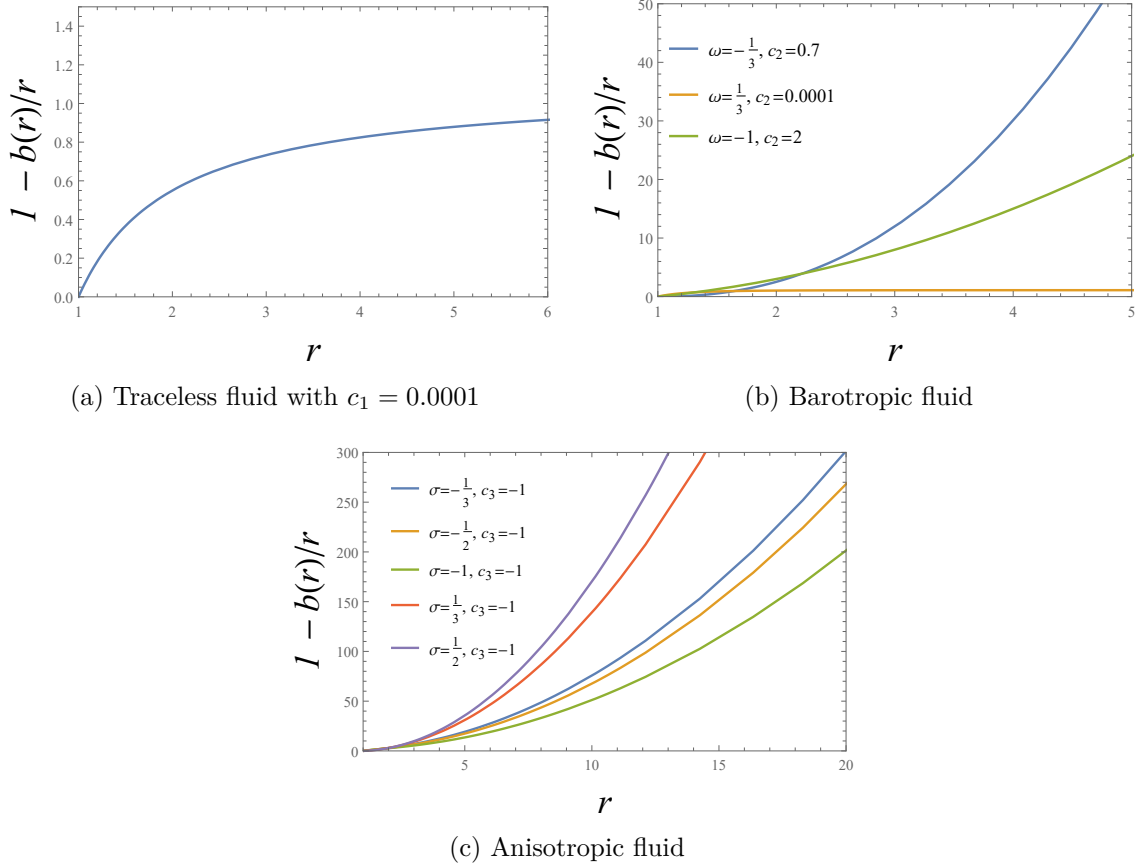 1 − b(r)/r
1.4
1.2
1.0
0.8
0.6
0.4
0.2
0.0
1 2 3 4 5 6
r
(a) Traceless fluid with c₁ = 0.0001
1 − b(r)/r
50
40
30
20
10
0
ω=−1/3, c₂=0.7
ω=1/3, c₂=0.0001
ω=−1, c₂=2
1 2 3 4 5
r
(b) Barotropic fluid
1 − b(r)/r
300
250
200
150
100
50
0
σ=−1/3, c₃=−1
σ=−1/2, c₃=−1
σ=−1, c₃=−1
σ=1/3, c₃=−1
σ=1/2, c₃=−1
5 10 15 20
r
(c) Anisotropic fluid